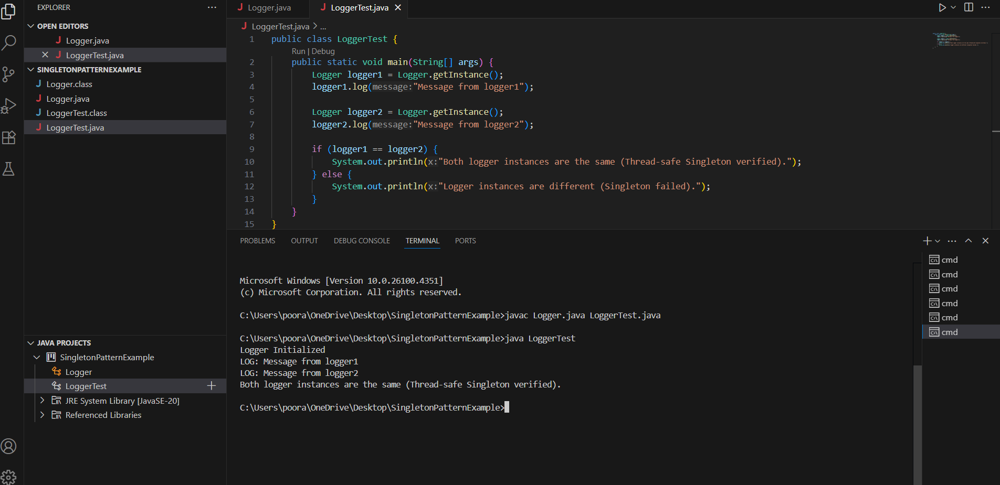 EXPLORER
OPEN EDITORS
Logger.java
LoggerTest.java
SINGLETONPATTERNEXAMPLE
Logger.class
Logger.java
LoggerTest.class
LoggerTest.java
JAVA PROJECTS
SingletonPatternExample
Logger
LoggerTest
JRE System Library [JavaSE-20]
Referenced Libraries
Logger.java
LoggerTest.java
LoggerTest.java > ...
1 public class LoggerTest {
Run | Debug
2 public static void main(String[] args) {
3 Logger logger1 = Logger.getInstance();
4 logger1.log(message:"Message from logger1");
5
6 Logger logger2 = Logger.getInstance();
7 logger2.log(message:"Message from logger2");
8
9 if (logger1 == logger2) {
10 System.out.println(x:"Both logger instances are the same (Thread-safe Singleton verified).");
11 } else {
12 System.out.println(x:"Logger instances are different (Singleton failed).");
13 }
14 }
15 }
PROBLEMS OUTPUT DEBUG CONSOLE TERMINAL PORTS
Microsoft Windows [Version 10.0.26100.4351]
(c) Microsoft Corporation. All rights reserved.
C:\Users\poora\OneDrive\Desktop\SingletonPatternExample>javac Logger.java LoggerTest.java
C:\Users\poora\OneDrive\Desktop\SingletonPatternExample>java LoggerTest
Logger Initialized
LOG: Message from logger1
LOG: Message from logger2
Both logger instances are the same (Thread-safe Singleton verified).
C:\Users\poora\OneDrive\Desktop\SingletonPatternExample>
cmd
cmd
cmd
cmd
cmd
cmd